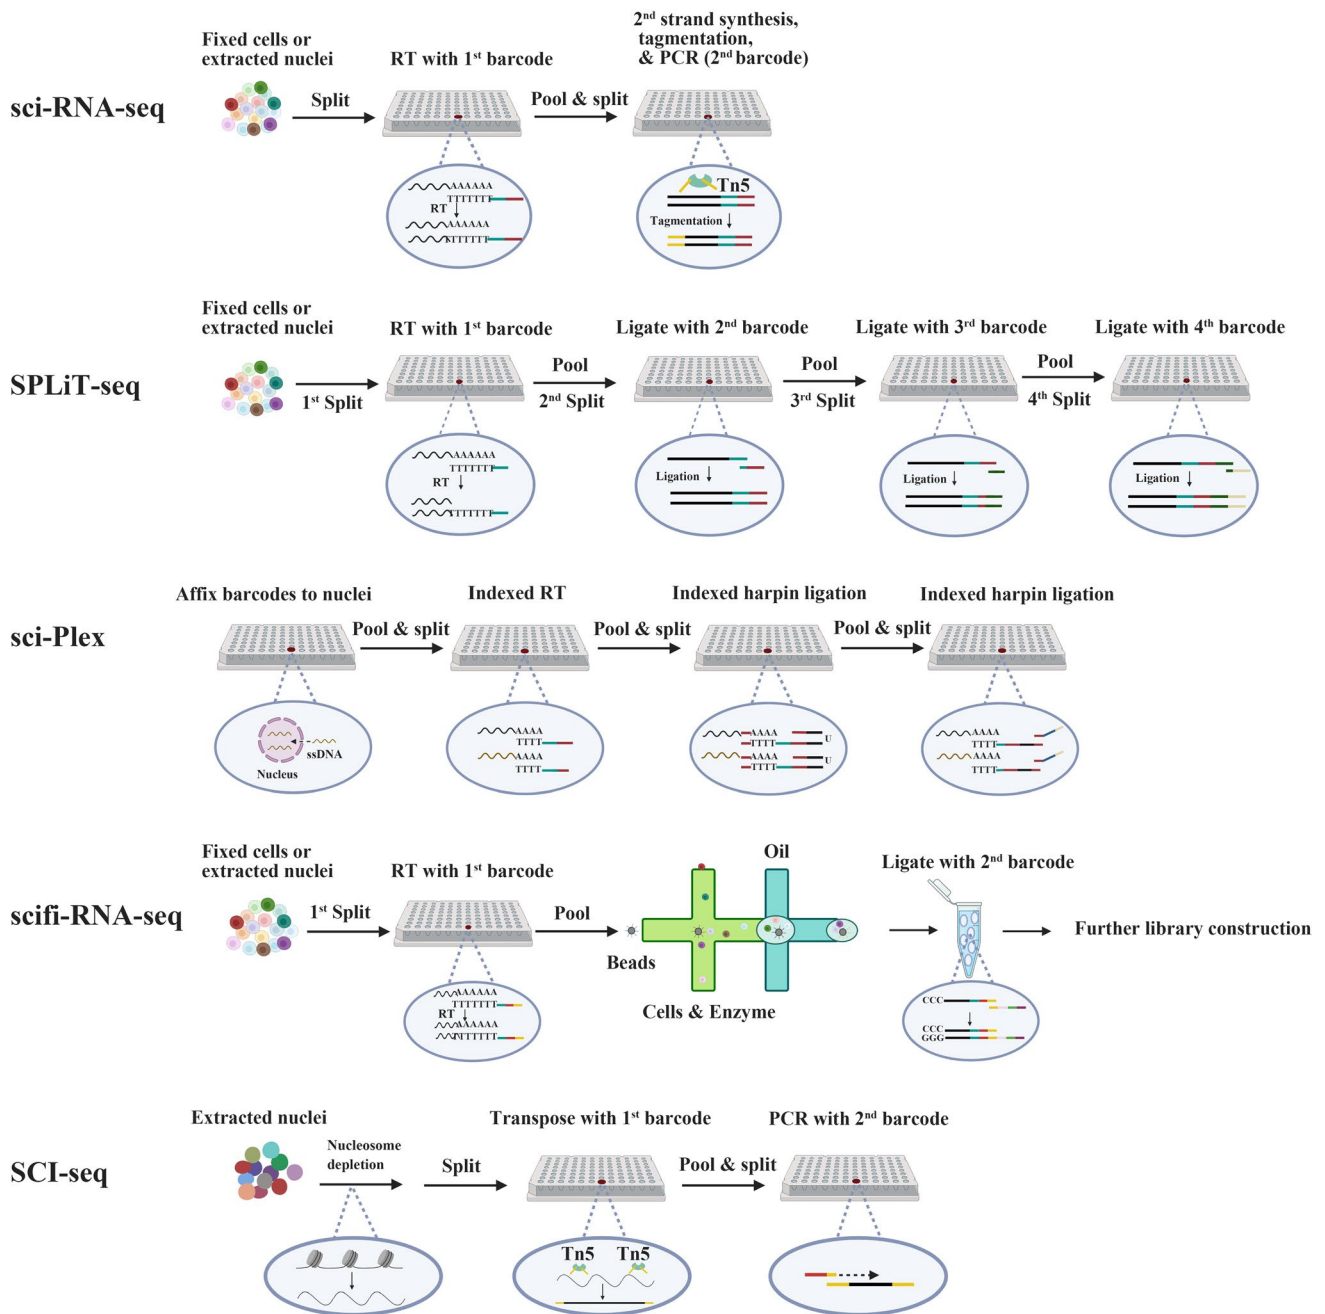 sci-RNA-seq
Fixed cells or
extracted nuclei
Split
RT with 1st barcode
Pool & split
2nd strand synthesis,
tagmentation,
& PCR (2nd barcode)
AAAAAA
TTTTTTT
RT
AAAAAA
TTTTTT
Tn5
Tagmentation
SPLiT-seq
Fixed cells or
extracted nuclei
1st Split
RT with 1st barcode
Pool
2nd Split
Ligate with 2nd barcode
Pool
3rd Split
Ligate with 3rd barcode
Pool
4th Split
Ligate with 4th barcode
AAAAAA
TTTTTTT
RT
TTTTTTT
Ligation
Ligation
Ligation
sci-Plex
Affix barcodes to nuclei
Pool & split
Indexed RT
Pool & split
Indexed harpin ligation
Pool & split
Indexed harpin ligation
ssDNA
Nucleus
AAAA
TTTT
AAAA
TTTT
AAAA
TTTT
U
AAAA
TTTT
U
AAAA
TTTT
AAAA
TTTT
scifi-RNA-seq
Fixed cells or
extracted nuclei
1st Split
RT with 1st barcode
Pool
Beads
Oil
Cells & Enzyme
Ligate with 2nd barcode
Further library construction
AAAAAA
TTTTTTT
RT
AAAAAA
TTTTTTT
CCC
CCC
GGG
SCI-seq
Extracted nuclei
Nucleosome
depletion
Split
Transpose with 1st barcode
Pool & split
PCR with 2nd barcode
Tn5
Tn5